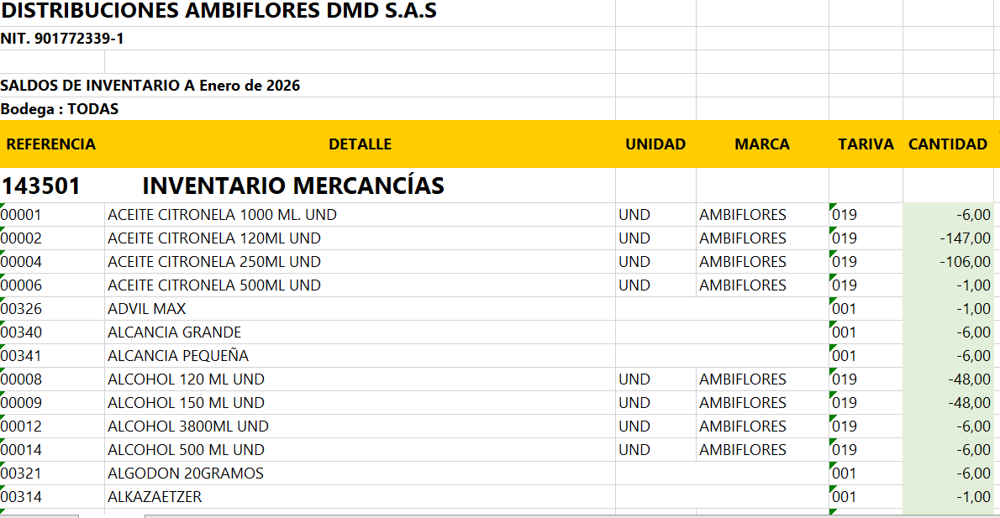 DISTRIBUCIONES AMBIFLORES DMD S.A.S
NIT. 901772339-1
SALDOS DE INVENTARIO A Enero de 2026
Bodega : TODAS
REFERENCIA DETALLE UNIDAD MARCA TARIVA CANTIDAD
143501 INVENTARIO MERCANCÍAS
00001 ACEITE CITRONELA 1000 ML. UND UND AMBIFLORES 019 -6,00
00002 ACEITE CITRONELA 120ML UND UND AMBIFLORES 019 -147,00
00004 ACEITE CITRONELA 250ML UND UND AMBIFLORES 019 -106,00
00006 ACEITE CITRONELA 500ML UND UND AMBIFLORES 019 -1,00
00326 ADVIL MAX 001 -1,00
00340 ALCANCIA GRANDE 001 -6,00
00341 ALCANCIA PEQUEÑA 001 -6,00
00008 ALCOHOL 120 ML UND UND AMBIFLORES 019 -48,00
00009 ALCOHOL 150 ML UND UND AMBIFLORES 019 -48,00
00012 ALCOHOL 3800ML UND UND AMBIFLORES 019 -6,00
00014 ALCOHOL 500 ML UND UND AMBIFLORES 019 -6,00
00321 ALGODON 20GRAMOS 001 -6,00
00314 ALKAZAETZER 001 -1,00